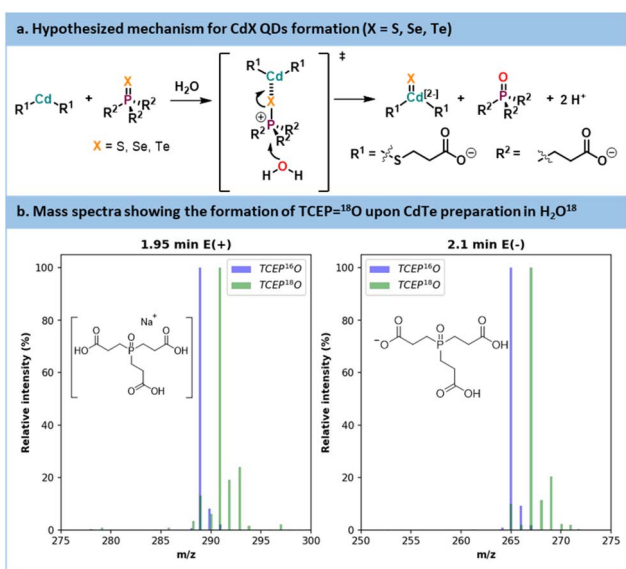 a. Hypothesized mechanism for CdX QDs formation (X = S, Se, Te)
R¹ Cd R¹ + X P R² R² R² H₂O R¹ R¹ Cd X ⊕ R² P R² R² H O H ‡ X Cd [2-] R¹ R¹ + O P R² R² R² + 2 H⁺
X = S, Se, Te
R¹ = S O O⊖ R² = O O⊖
b. Mass spectra showing the formation of TCEP=¹⁸O upon CdTe preparation in H₂O¹⁸
1.95 min E(+)
TCEP¹⁶O
TCEP¹⁸O
Na⁺
HO O P O O OH
O OH
Relative intensity (%)
100
80
60
40
20
0
275 280 285 290 295 300
m/z
2.1 min E(-)
TCEP¹⁶O
TCEP¹⁸O
⁻O O P O O OH
O OH
Relative intensity (%)
100
80
60
40
20
0
250 255 260 265 270 275
m/z